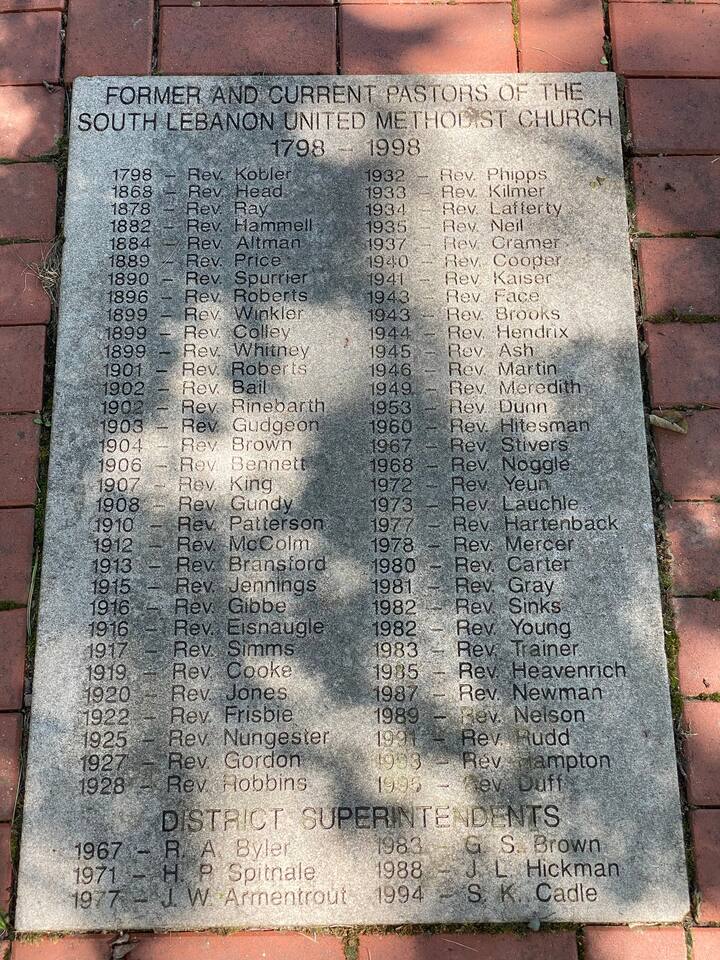 FORMER AND CURRENT PASTORS OF THE
SOUTH LEBANON UNITED METHODIST CHURCH
1798 – 1998
1798 – Rev. Kobler
1868 – Rev. Head
1878 – Rev. Ray
1882 – Rev. Hammell
1884 – Rev. Altman
1889 – Rev. Price
1890 – Rev. Spurrier
1896 – Rev. Roberts
1899 – Rev. Winkler
1899 – Rev. Colley
1899 – Rev. Whitney
1901 – Rev. Roberts
1902 – Rev. Bail
1902 – Rev. Rinebarth
1903 – Rev. Gudgeon
1904 – Rev. Brown
1906 – Rev. Bennett
1907 – Rev. King
1908 – Rev. Gundy
1910 – Rev. Patterson
1912 – Rev. McColm
1913 – Rev. Bransford
1915 – Rev. Jennings
1916 – Rev. Gibbe
1916 – Rev. Eisnaugle
1917 – Rev. Simms
1919 – Rev. Cooke
1920 – Rev. Jones
1922 – Rev. Frisbie
1925 – Rev. Nungester
1927 – Rev. Gordon
1928 – Rev. Robbins
1932 – Rev. Phipps
1933 – Rev. Kilmer
1934 – Rev. Lafferty
1935 – Rev. Neil
1937 – Rev. Cramer
1940 – Rev. Cooper
1941 – Rev. Kaiser
1943 – Rev. Face
1943 – Rev. Brooks
1944 – Rev. Hendrix
1945 – Rev. Ash
1946 – Rev. Martin
1949 – Rev. Meredith
1953 – Rev. Dunn
1960 – Rev. Hitesman
1967 – Rev. Stivers
1968 – Rev. Noggle
1972 – Rev. Yeun
1973 – Rev. Lauchle
1977 – Rev. Hartenback
1978 – Rev. Mercer
1980 – Rev. Carter
1981 – Rev. Gray
1982 – Rev. Sinks
1982 – Rev. Young
1983 – Rev. Trainer
1985 – Rev. Heavenrich
1987 – Rev. Newman
1989 – Rev. Nelson
1991 – Rev. Rudd
1993 – Rev. Hampton
1995 – Rev. Duff
DISTRICT SUPERINTENDENTS
1967 – R. A. Byler
1971 – H. P. Spitnale
1977 – J. W. Armentrout
1983 – G. S. Brown
1988 – J. L. Hickman
1994 – S. K. Cadle